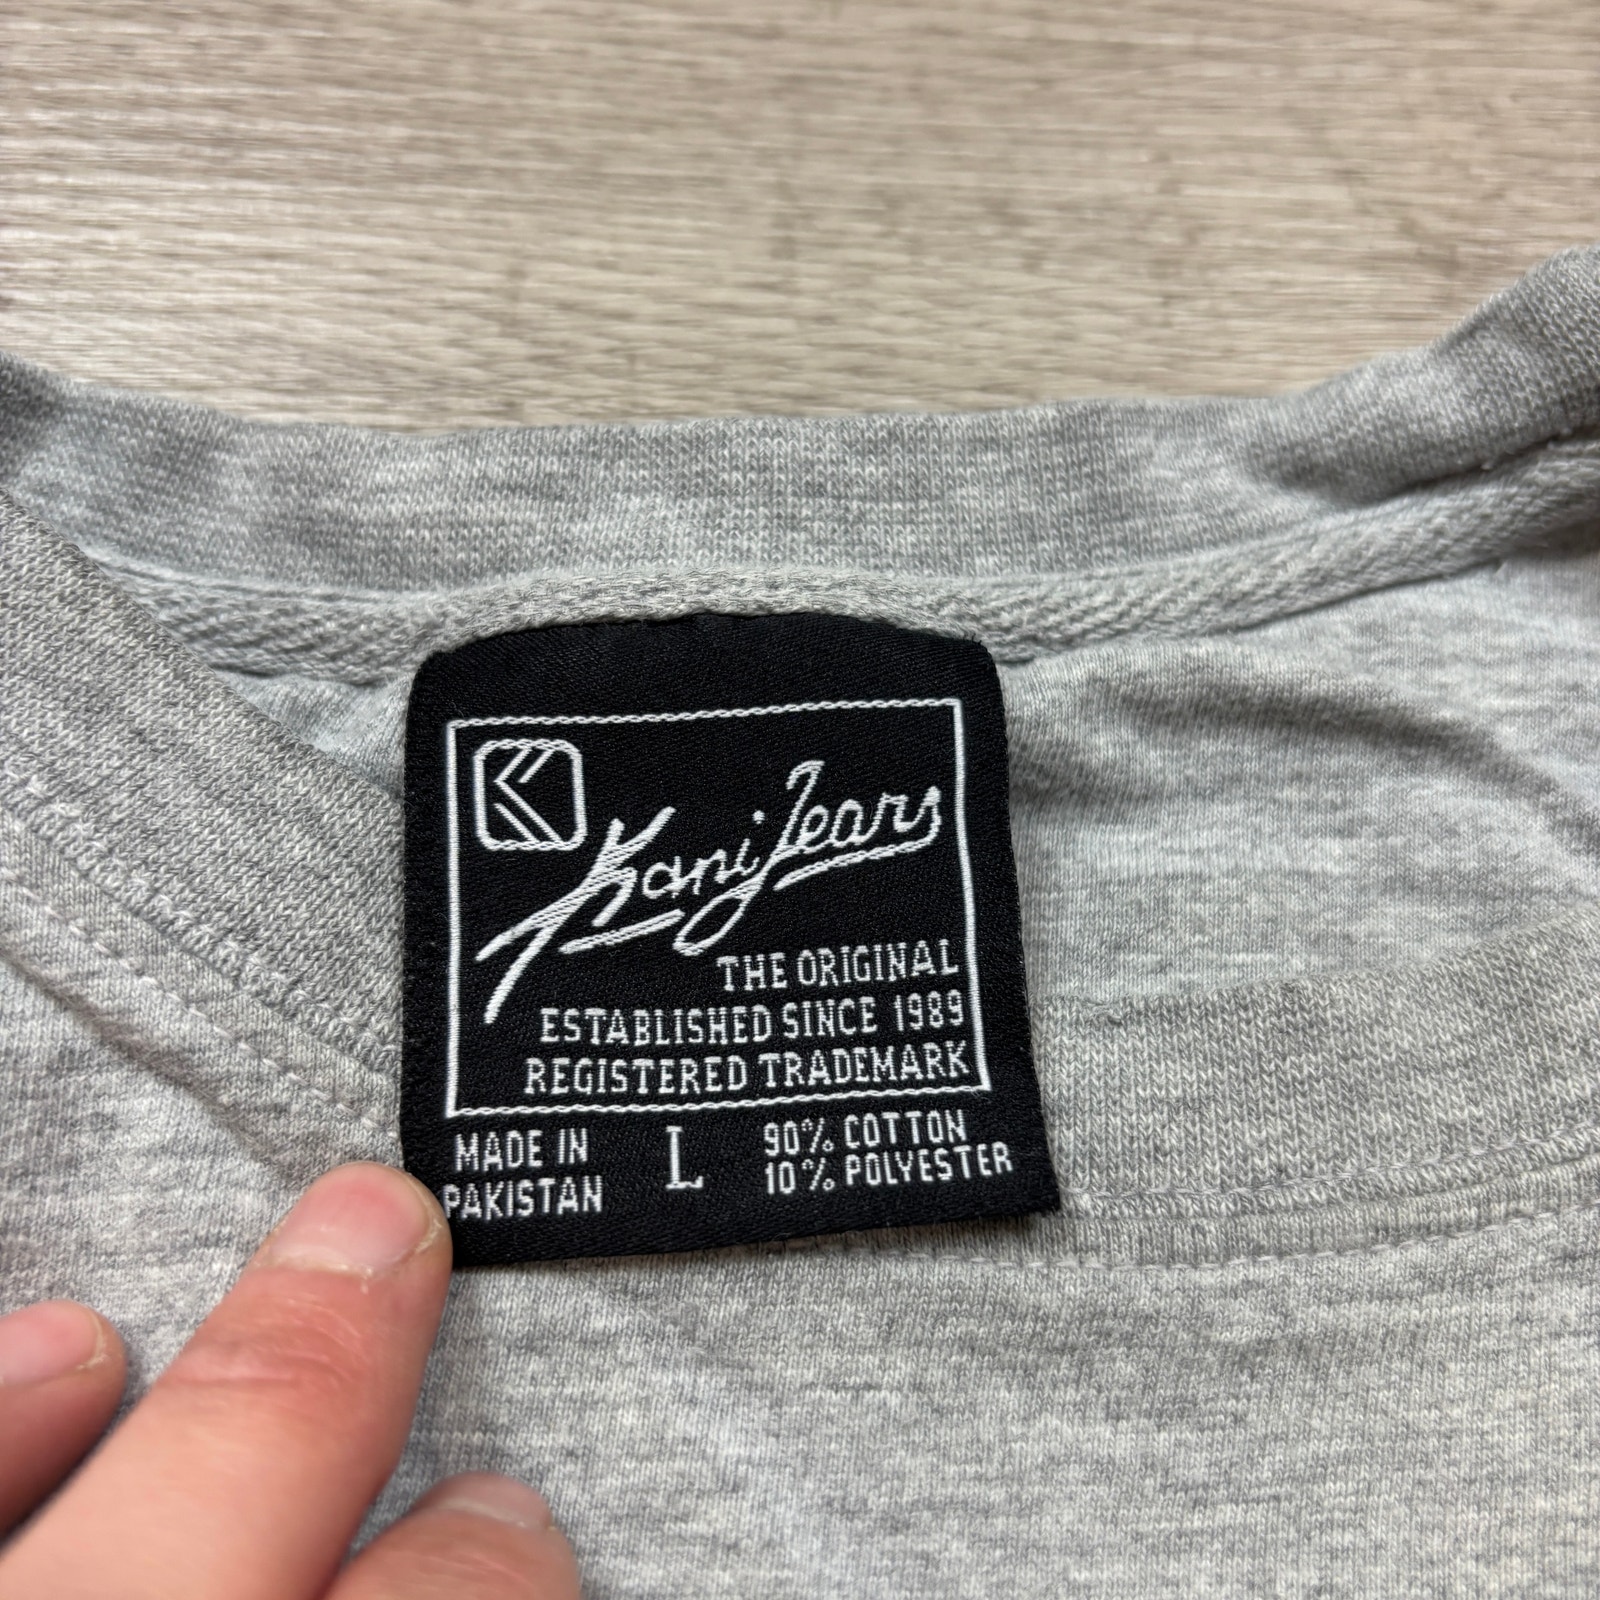 Kani Jeans
THE ORIGINAL
ESTABLISHED SINCE 1989
REGISTERED TRADEMARK
MADE IN
PAKISTAN
L
90% COTTON
10% POLYESTER